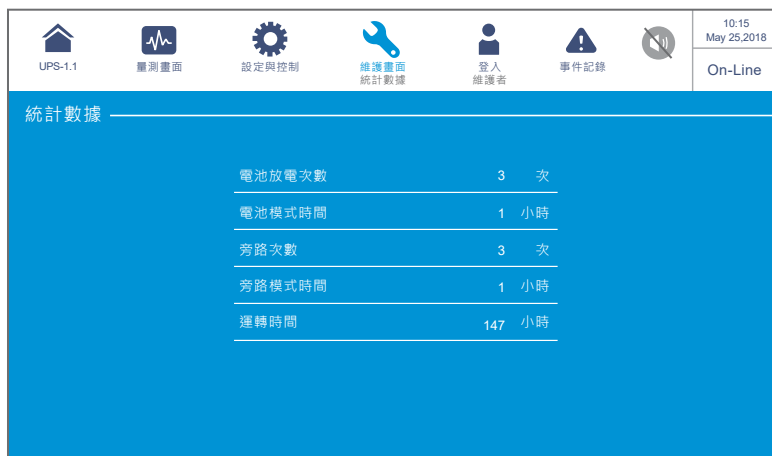 UPS-1.1
量測畫面
設定與控制
維護畫面
統計數據
登入
維護者
事件記錄
10:15
May 25,2018
On-Line
統計數據
電池放電次數 3 次
電池模式時間 1 小時
旁路次數 3 次
旁路模式時間 1 小時
運轉時間 147 小時